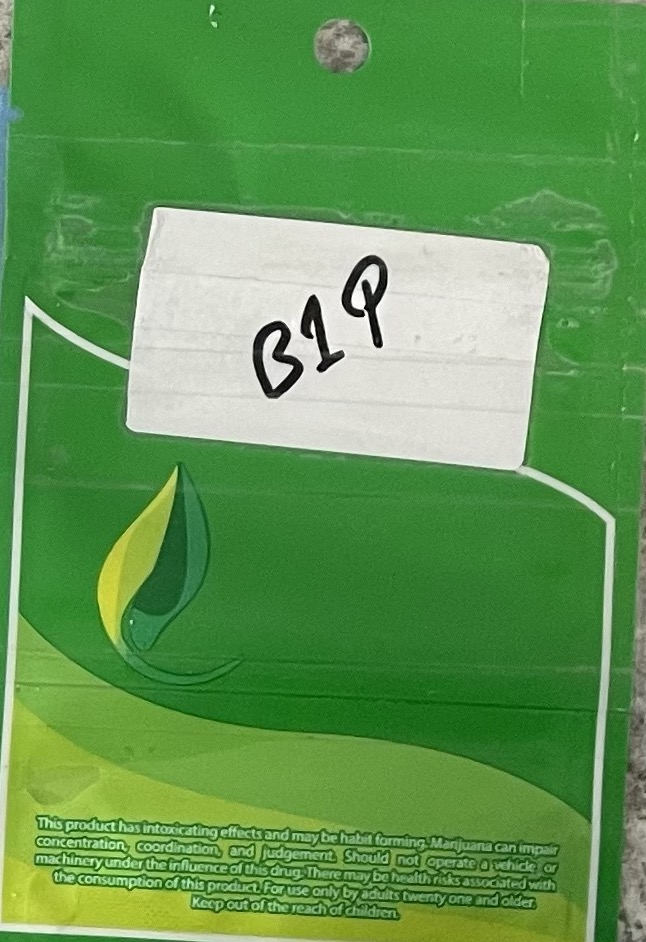 B1P
This product has intoxicating effects and may be habit forming. Marijuana can impair
concentration, coordination, and judgement. Should not operate a vehicle or
machinery under the influence of this drug. There may be health risks associated with
the consumption of this product. For use only by adults twenty one and older.
Keep out of the reach of children.